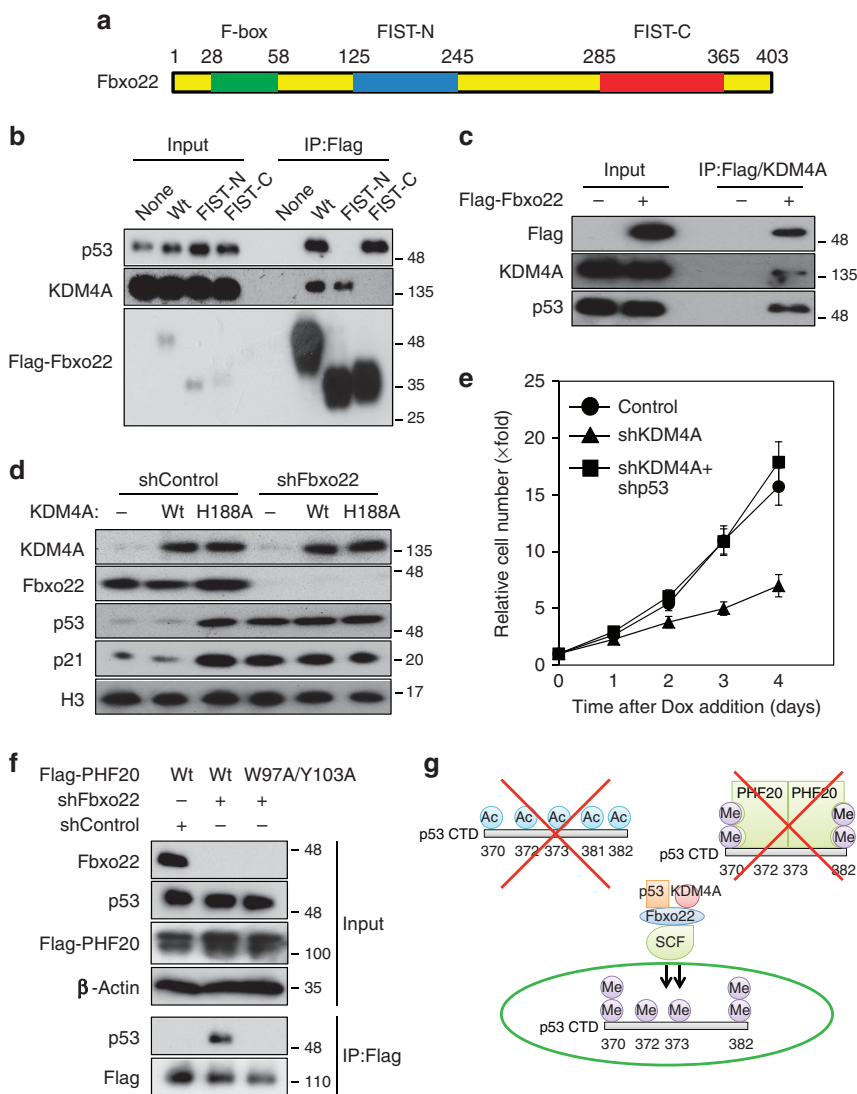 a
F-box FIST-N FIST-C
1 28 58 125 245 285 365 403
Fbxo22
b
Input IP:Flag
None Wt FIST-N FIST-C None Wt FIST-N FIST-C
p53
48
KDM4A
135
Flag-Fbxo22
48
35
25
c
Input IP:Flag/KDM4A
Flag-Fbxo22 – + – +
Flag
48
KDM4A
135
p53
48
d
shControl shFbxo22
KDM4A: – Wt H188A – Wt H188A
KDM4A
135
48
Fbxo22
p53
48
p21
20
H3
17
e
Relative cell number (×fold)
25
20
15
10
5
0
Control
shKDM4A
shKDM4A+
shp53
0 1 2 3 4
Time after Dox addition (days)
f
Flag-PHF20 Wt Wt W97A/Y103A
shFbxo22 – + +
shControl + – –
Fbxo22
48
p53
48
Flag-PHF20
100
β-Actin
35
Input
p53
48
Flag
110
IP:Flag
g
Ac Ac Ac Ac Ac
p53 CTD
370 372 373 381 382
PHF20 PHF20
Me Me
Me Me
p53 CTD
370 372 373 382
p53 KDM4A
Fbxo22
SCF
Me Me
Me Me Me Me
p53 CTD
370 372 373 382